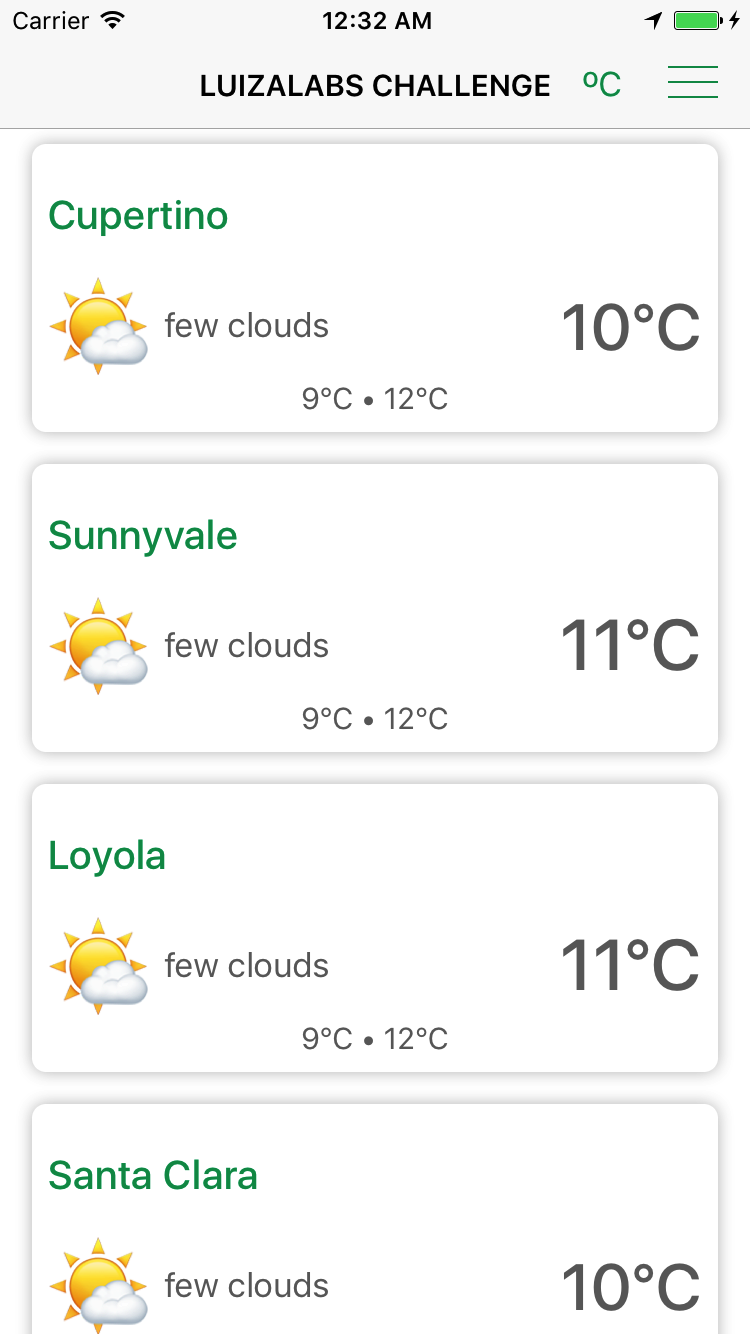 Carrier 12:32 AM
LUIZALABS CHALLENGE ºC
Cupertino
few clouds 10°C
9°C • 12°C
Sunnyvale
few clouds 11°C
9°C • 12°C
Loyola
few clouds 11°C
9°C • 12°C
Santa Clara
few clouds 10°C